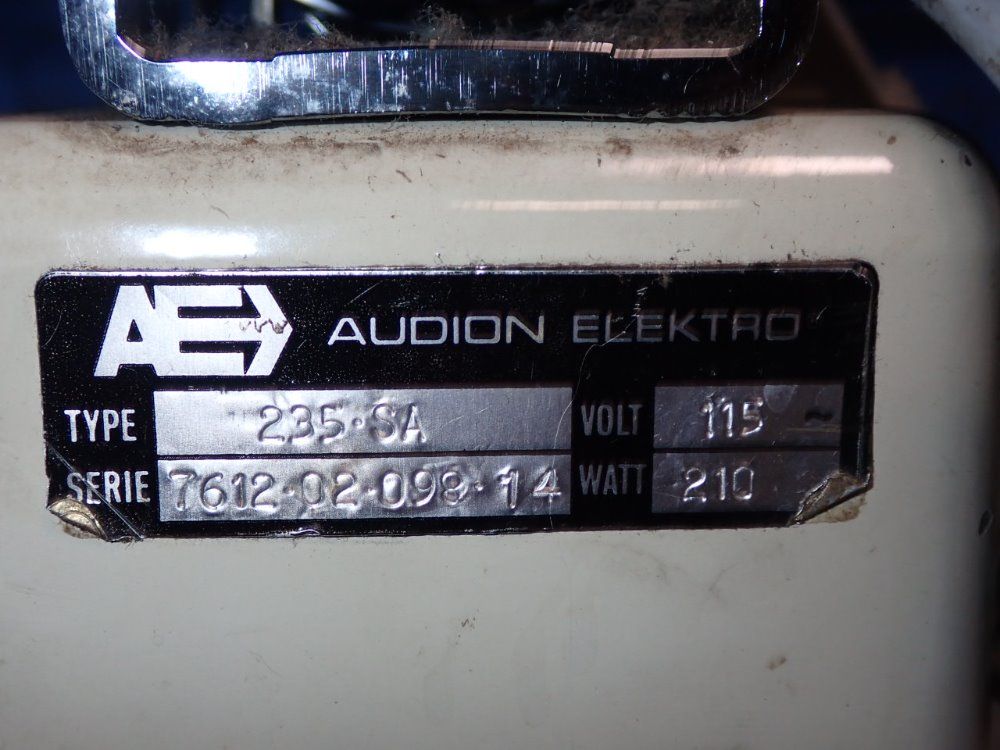 AE AUDION ELEKTRO
TYPE 235·SA VOLT 115 ~
SERIE 7612·02·098·14 WATT 210